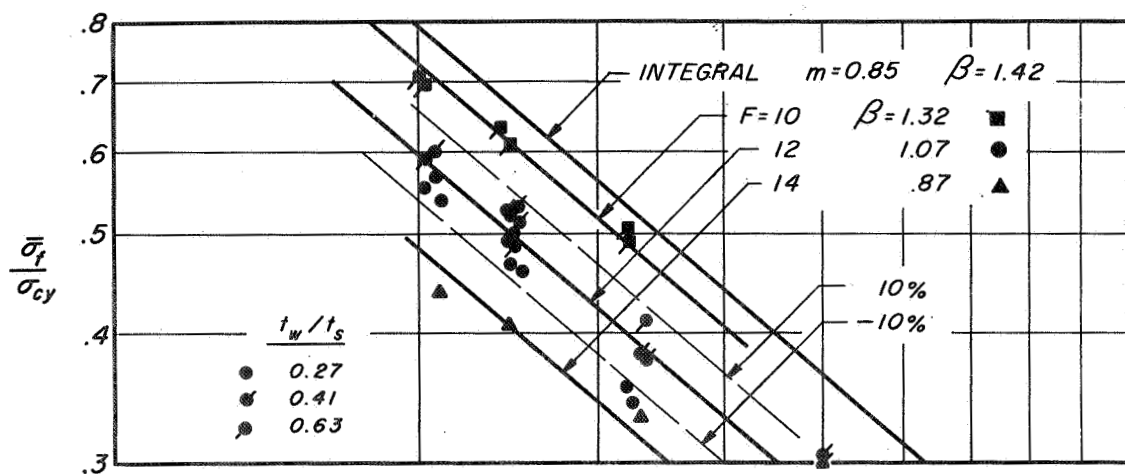 .8
INTEGRAL m=0.85 β=1.42
.7
F=10 β=1.32
12 1.07
.6
14 .87
.5
σ̄f
σcy
10%
-10%
tw/ts
.4
0.27
0.41
0.63
.3